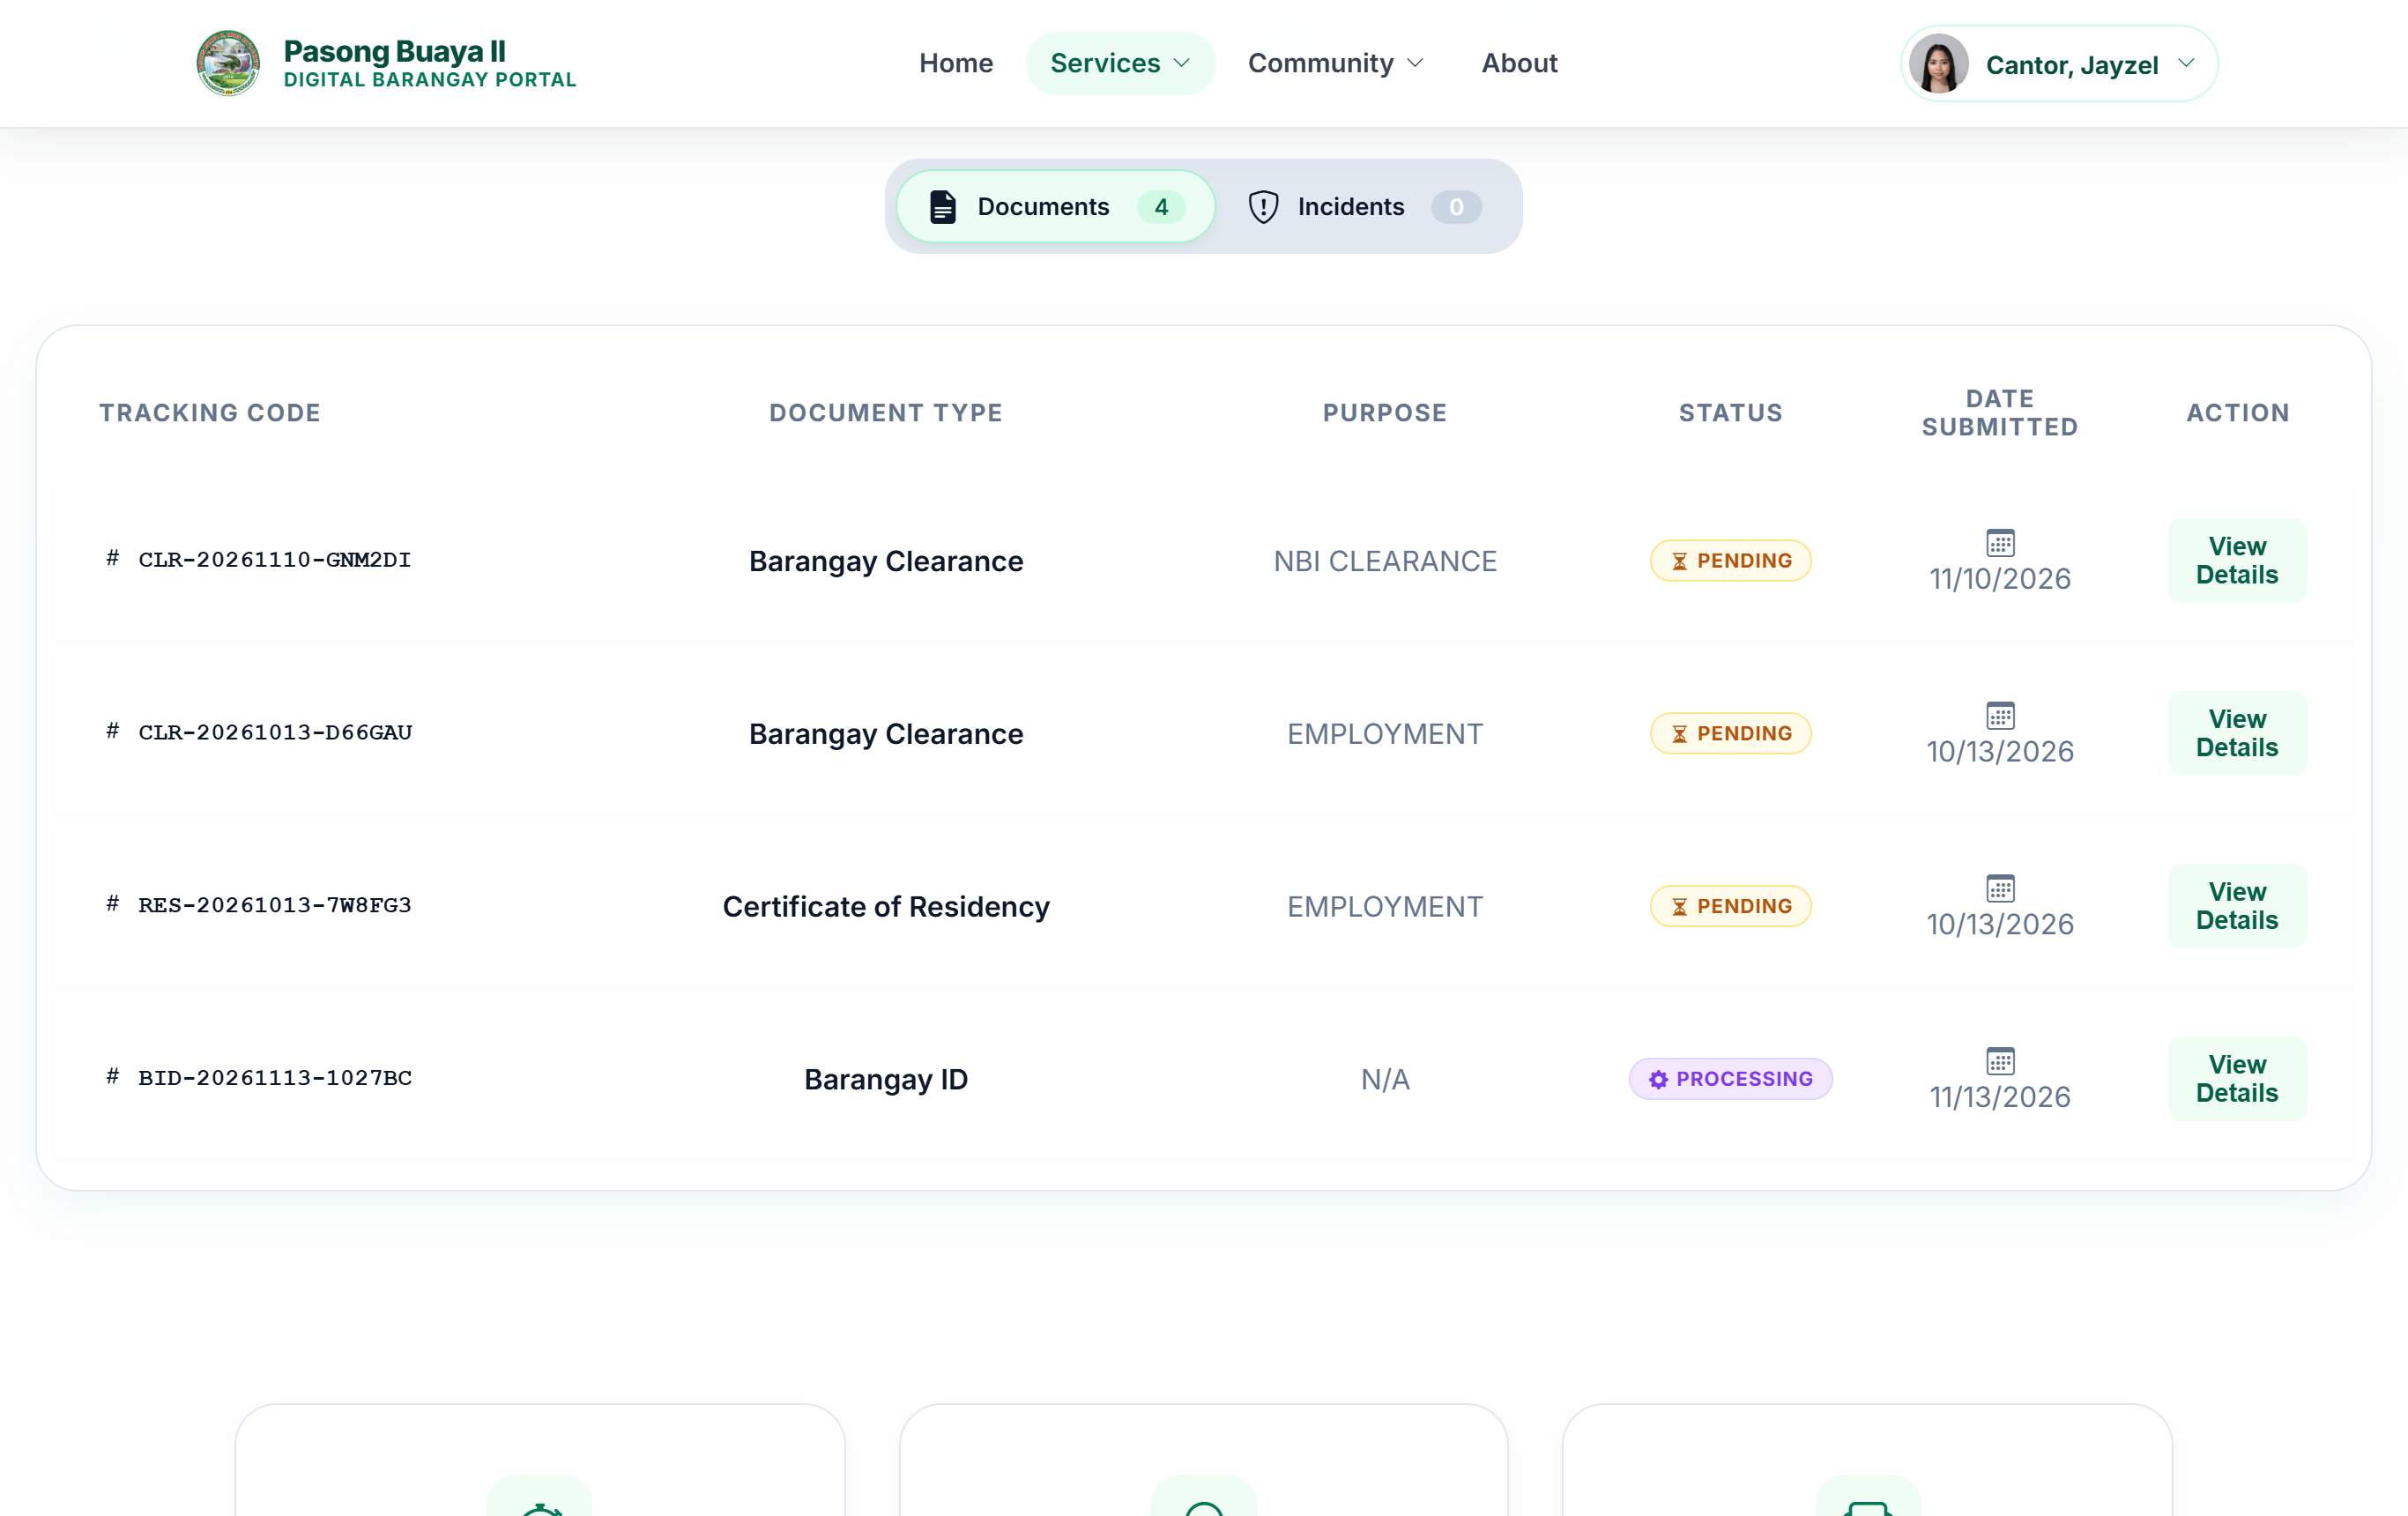 Pasong Buaya II
DIGITAL BARANGAY PORTAL
Home
Services
Community
About
Cantor, Jayzel
Documents 4
Incidents 0
TRACKING CODE
DOCUMENT TYPE
PURPOSE
STATUS
DATE
SUBMITTED
ACTION
# CLR-20261110-GNM2DI
Barangay Clearance
NBI CLEARANCE
PENDING
11/10/2026
View
Details
# CLR-20261013-D66GAU
Barangay Clearance
EMPLOYMENT
PENDING
10/13/2026
View
Details
# RES-20261013-7W8FG3
Certificate of Residency
EMPLOYMENT
PENDING
10/13/2026
View
Details
# BID-20261113-1027BC
Barangay ID
N/A
PROCESSING
11/13/2026
View
Details